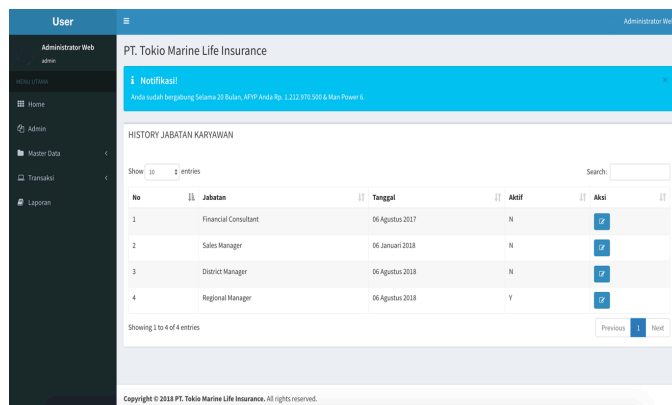 User
Administrator Web
Administrator Web
admin
MENU UTAMA
Home
Admin
Master Data
Transaksi
Laporan
PT. Tokio Marine Life Insurance
Notifikasi!
Anda sudah bergabung Selama 20 Bulan, AFYP Anda Rp. 1.212.970.500 & Man Power 6.
HISTORY JABATAN KARYAWAN
Show 10 entries
Search:
No Jabatan Tanggal Aktif Aksi
1 Financial Consultant 06 Agustus 2017 N
2 Sales Manager 06 Januari 2018 N
3 District Manager 06 Agustus 2018 N
4 Regional Manager 06 Agustus 2018 Y
Showing 1 to 4 of 4 entries
Previous 1 Next
Copyright © 2018 PT. Tokio Marine Life Insurance. All rights reserved.